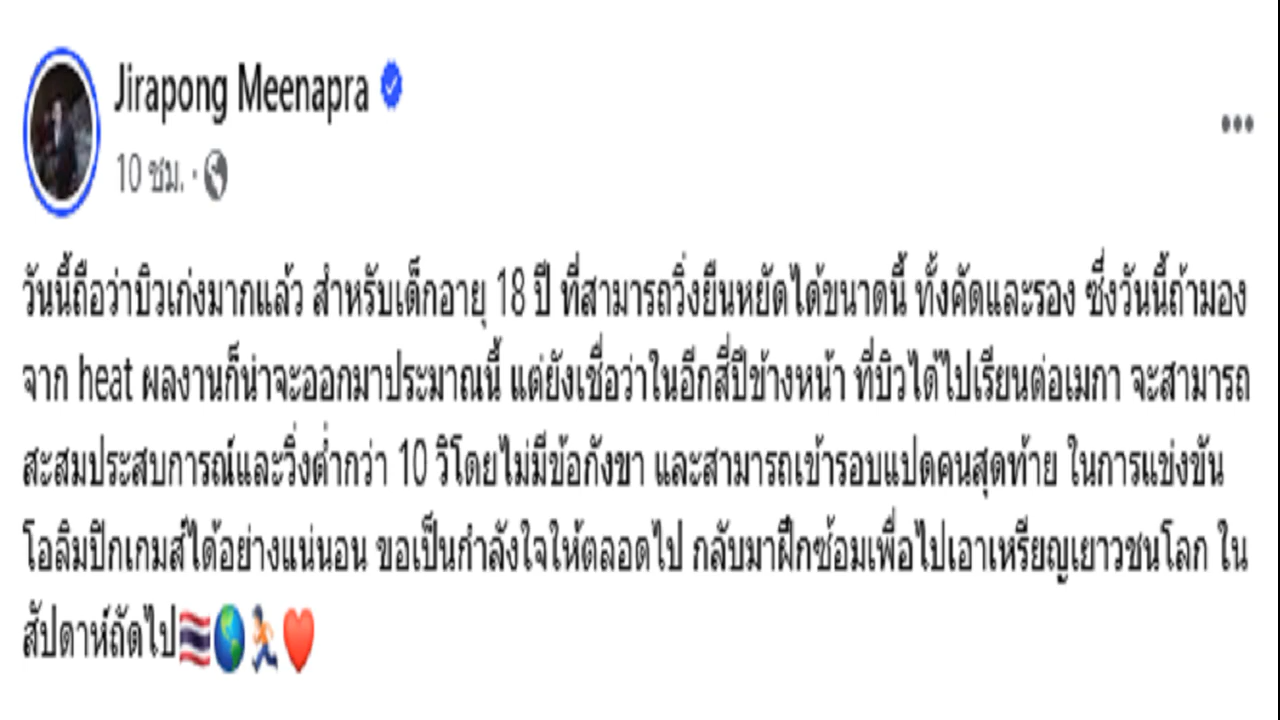 Jirapong Meenapra
10 ชม. ·
วันนี้ถือว่าบิวเก่งมากแล้ว สำหรับเด็กอายุ 18 ปี ที่สามารถวิ่งยืนหยัดได้ขนาดนี้ ทั้งคัดและรอง ซึ่งวันนี้ถ้ามอง
จาก heat ผลงานก็น่าจะออกมาประมาณนี้ แต่ยังเชื่อว่าในอีกสี่ปีข้างหน้า ที่บิวได้ไปเรียนต่อเมกา จะสามารถ
สะสมประสบการณ์และวิ่งต่ำกว่า 10 วิโดยไม่มีข้อกังขา และสามารถเข้ารอบแปดคนสุดท้าย ในการแข่งขัน
โอลิมปิกเกมส์ได้อย่างแน่นอน ขอเป็นกำลังใจให้ตลอดไป กลับมาฝึกซ้อมเพื่อไปเอาเหรียญเยาวชนโลก ใน
สัปดาห์ถัดไป🇹🇭🌎🏃🏻❤️